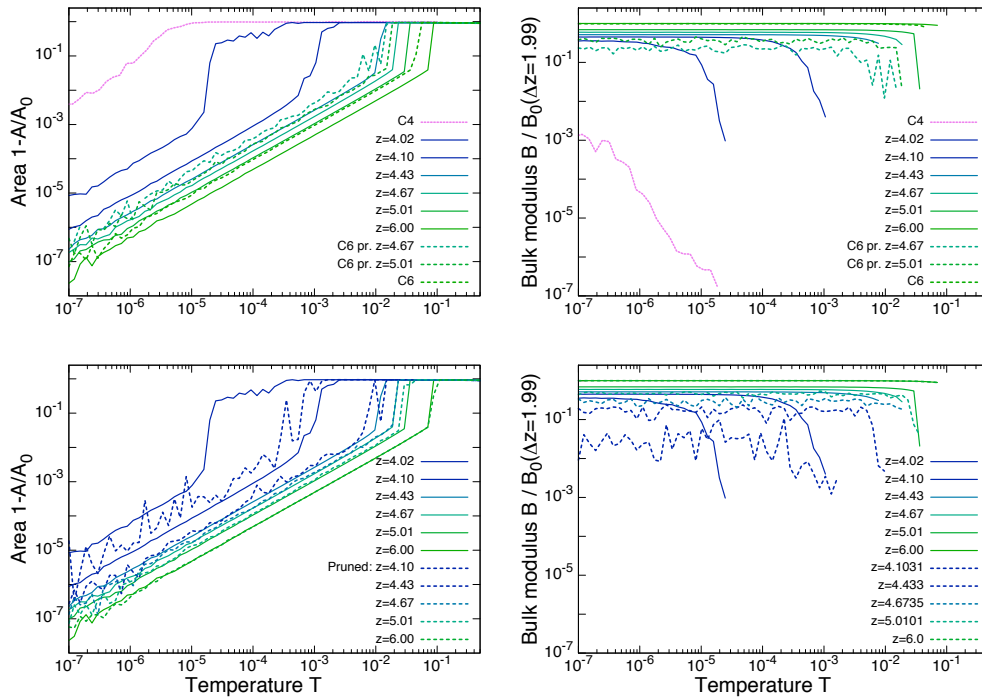 10⁻¹
10⁻³
10⁻⁵
10⁻⁷
Area 1-A/A₀
C4
z=4.02
z=4.10
z=4.43
z=4.67
z=5.01
z=6.00
C6 pr. z=4.67
C6 pr. z=5.01
C6
10⁻⁷ 10⁻⁶ 10⁻⁵ 10⁻⁴ 10⁻³ 10⁻² 10⁻¹
10⁻¹
10⁻³
10⁻⁵
10⁻⁷
Bulk modulus B / B₀(Δz=1.99)
C4
z=4.02
z=4.10
z=4.43
z=4.67
z=5.01
z=6.00
C6 pr. z=4.67
C6 pr. z=5.01
C6
10⁻⁷ 10⁻⁶ 10⁻⁵ 10⁻⁴ 10⁻³ 10⁻² 10⁻¹
10⁻¹
10⁻³
10⁻⁵
10⁻⁷
Area 1-A/A₀
z=4.02
z=4.10
z=4.43
z=4.67
z=5.01
z=6.00
Pruned: z=4.10
z=4.43
z=4.67
z=5.01
z=6.00
10⁻⁷ 10⁻⁶ 10⁻⁵ 10⁻⁴ 10⁻³ 10⁻² 10⁻¹
Temperature T
10⁻¹
10⁻³
10⁻⁵
10⁻⁷
Bulk modulus B / B₀(Δz=1.99)
z=4.02
z=4.10
z=4.43
z=4.67
z=5.01
z=6.00
z=4.1031
z=4.433
z=4.6735
z=5.0101
z=6.0
10⁻⁷ 10⁻⁶ 10⁻⁵ 10⁻⁴ 10⁻³ 10⁻² 10⁻¹
Temperature T